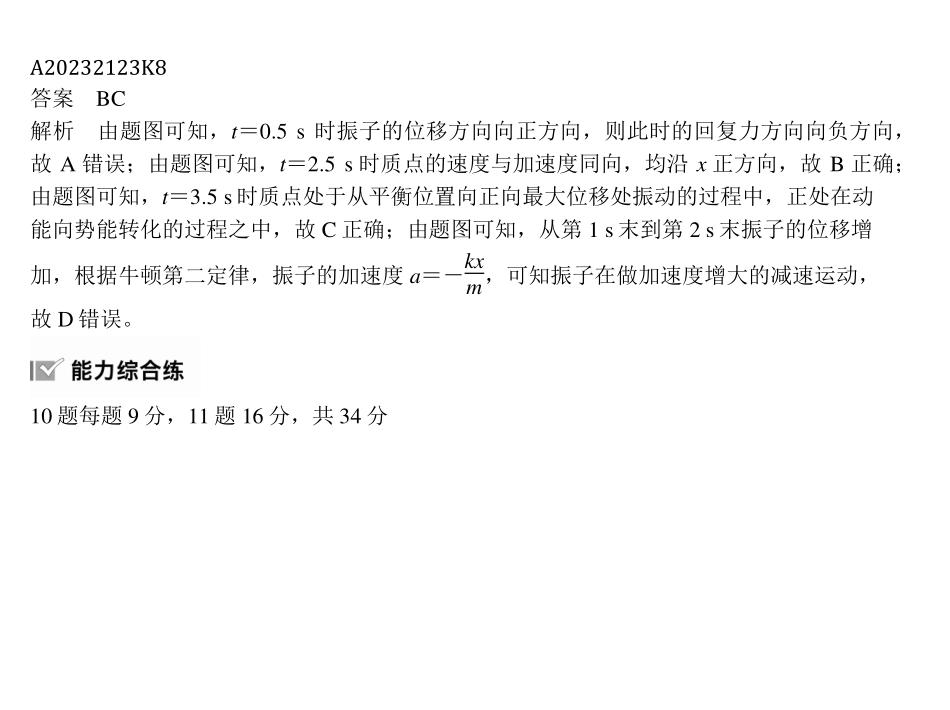 A20232123K8
答案　BC
解析　由题图可知，t＝0.5 s 时振子的位移方向向正方向，则此时的回复力方向向负方向，
故 A 错误；由题图可知，t＝2.5 s 时质点的速度与加速度同向，均沿 x 正方向，故 B 正确；
由题图可知，t＝3.5 s 时质点处于从平衡位置向正向最大位移处振动的过程中，正处在动
能向势能转化的过程之中，故 C 正确；由题图可知，从第 1 s 末到第 2 s 末振子的位移增
加，根据牛顿第二定律，振子的加速度 a＝－kx/m，可知振子在做加速度增大的减速运动，
故 D 错误。
能力综合练
10 题每题 9 分，11 题 16 分，共 34 分